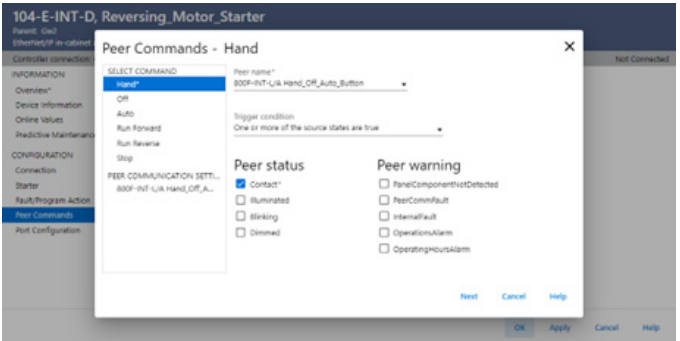 104-E-INT-D, Reversing_Motor_Starter
Parent: Gw2
EtherNet/IP in-cabinet
Controller connection:
Not Connected
INFORMATION
Overview*
Device Information
Online Values
Predictive Maintenance
CONFIGURATION
Connection
Starter
Fault/Program Action
Peer Commands
Port Configuration
Peer Commands - Hand
SELECT COMMAND
Hand*
Off
Auto
Run Forward
Run Reverse
Stop
PEER COMMUNICATION SETTI...
800F-INT-L/A Hand_Off_A...
Peer name*
800F-INT-L/A Hand_Off_Auto_Button
Trigger condition
One or more of the source states are true
Peer status
Contact*
Illuminated
Blinking
Dimmed
Peer warning
PanelComponentNotDetected
PeerCommFault
InternalFault
OperationsAlarm
OperatingHoursAlarm
Next Cancel Help
OK Apply Cancel Help